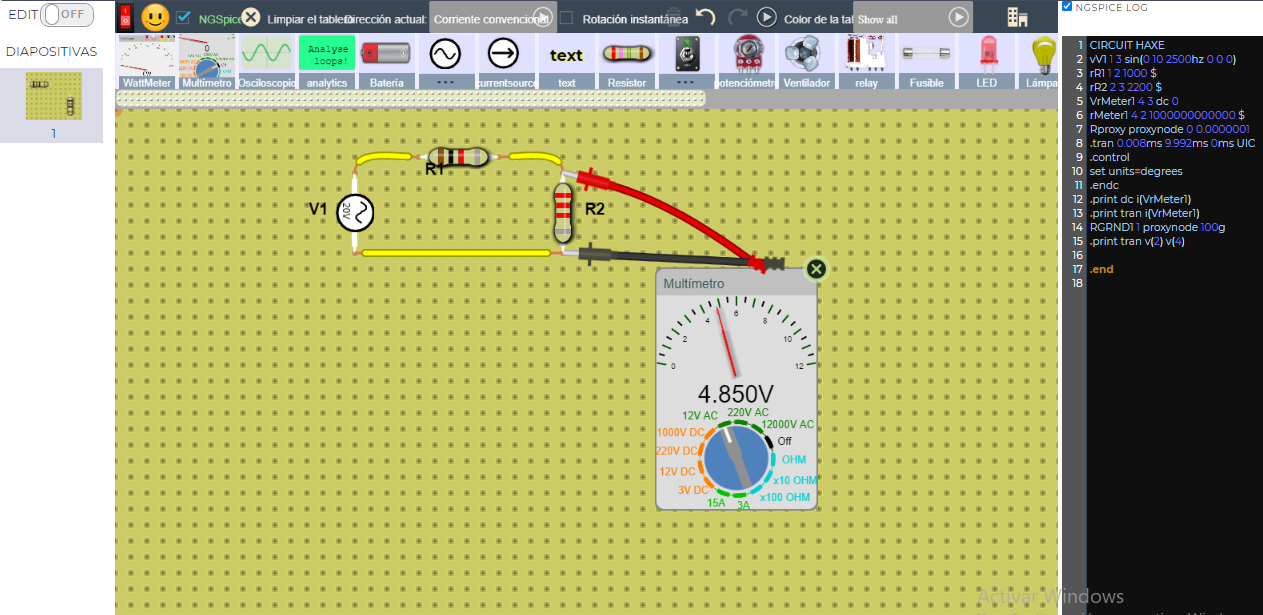 EDIT OFF
NGSpice Limpiar el tablero Dirección actual: Corriente convencional Rotación instantánea Color de la tal Show all
NGSPICE LOG
DIAPOSITIVAS
1
Analyse
loops!
text
WattMeter Multímetro Osciloscopio analytics Batería ... currentsource text Resistor ... potenciómetro Ventilador relay Fusible LED Lámpa
R1
V1
20V
R2
Multímetro
0 2 4 6 8 10 12
4.850V
12V AC
220V AC
12000V AC
1000V DC
Off
220V DC
OHM
12V DC
x10 OHM
3V DC
x100 OHM
15A
3A
1 CIRCUIT HAXE
2 vV1 1 3 sin(0 10 2500hz 0 0 0)
3 rR1 1 2 1000 $
4 rR2 2 3 2200 $
5 VrMeter1 4 3 dc 0
6 rMeter1 4 2 1000000000000 $
7 Rproxy proxynode 0 0.0000001
8 .tran 0.008ms 9.992ms 0ms UIC
9 .control
10 set units=degrees
11 .endc
12 .print dc i(VrMeter1)
13 .print tran i(VrMeter1)
14 RGRND1 1 proxynode 100g
15 .print tran v(2) v(4)
16
17 .end
18
Activar Windows